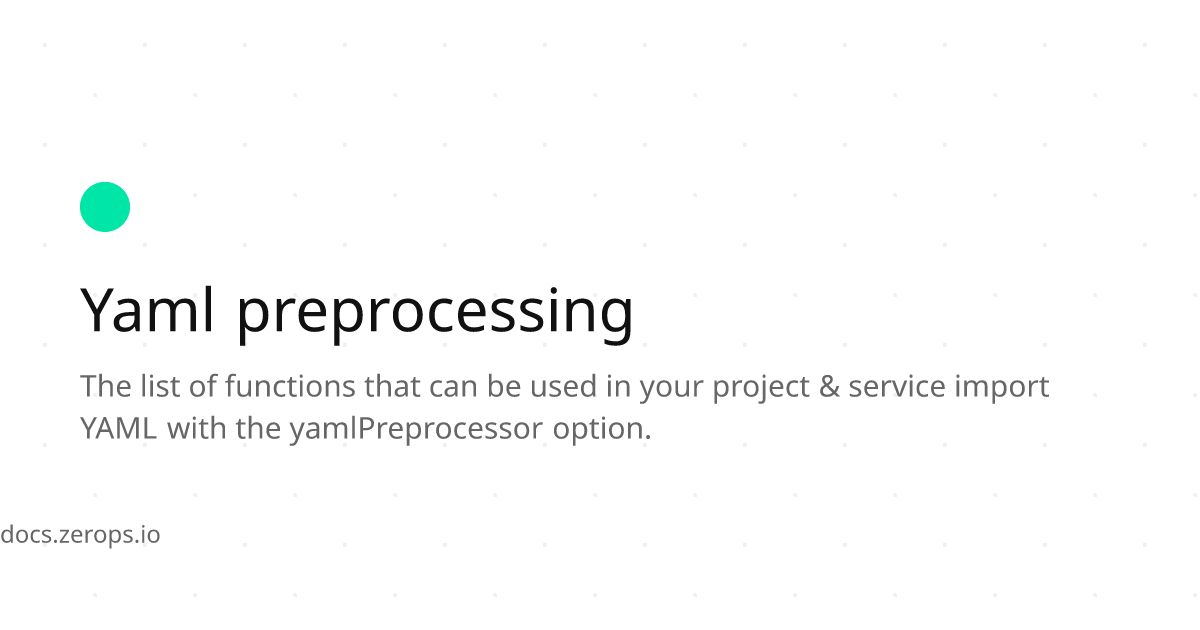 Yaml preprocessing
The list of functions that can be used in your project & service import
YAML with the yamlPreprocessor option.
docs.zerops.io